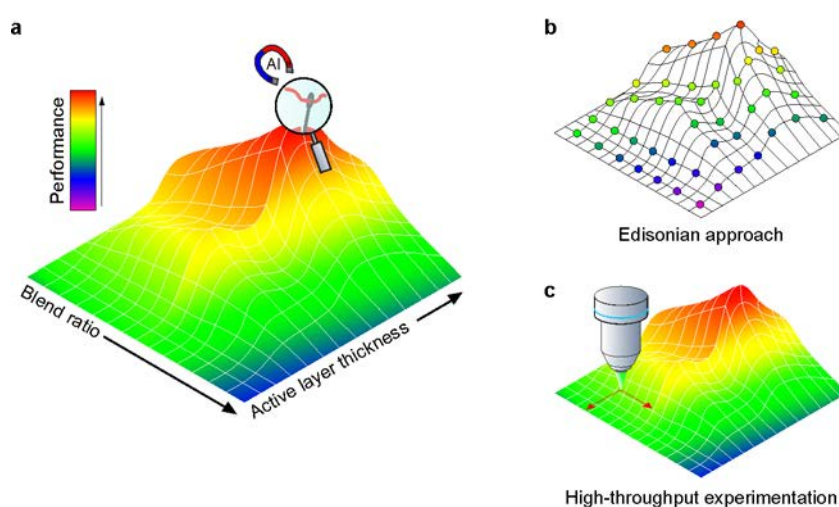 a
AI
Performance
Blend ratio
Active layer thickness
b
Edisonian approach
c
High-throughput experimentation